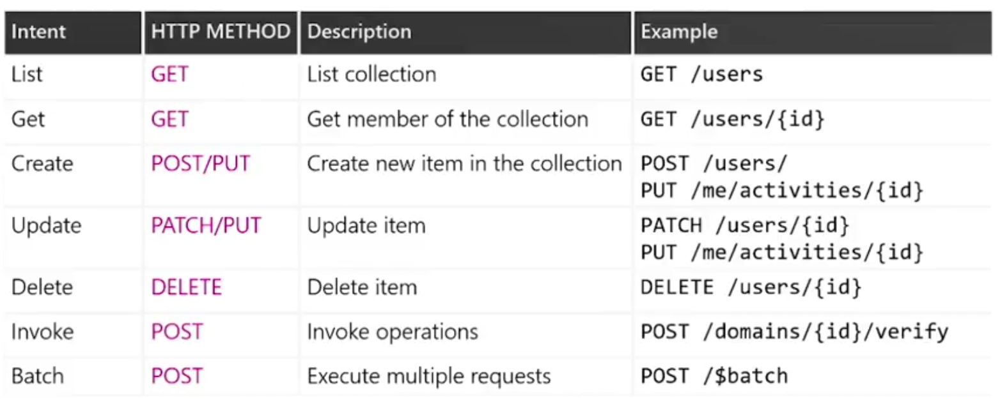 Intent HTTP METHOD Description Example
List GET List collection GET /users
Get GET Get member of the collection GET /users/{id}
Create POST/PUT Create new item in the collection POST /users/
PUT /me/activities/{id}
Update PATCH/PUT Update item PATCH /users/{id}
PUT /me/activities/{id}
Delete DELETE Delete item DELETE /users/{id}
Invoke POST Invoke operations POST /domains/{id}/verify
Batch POST Execute multiple requests POST /$batch